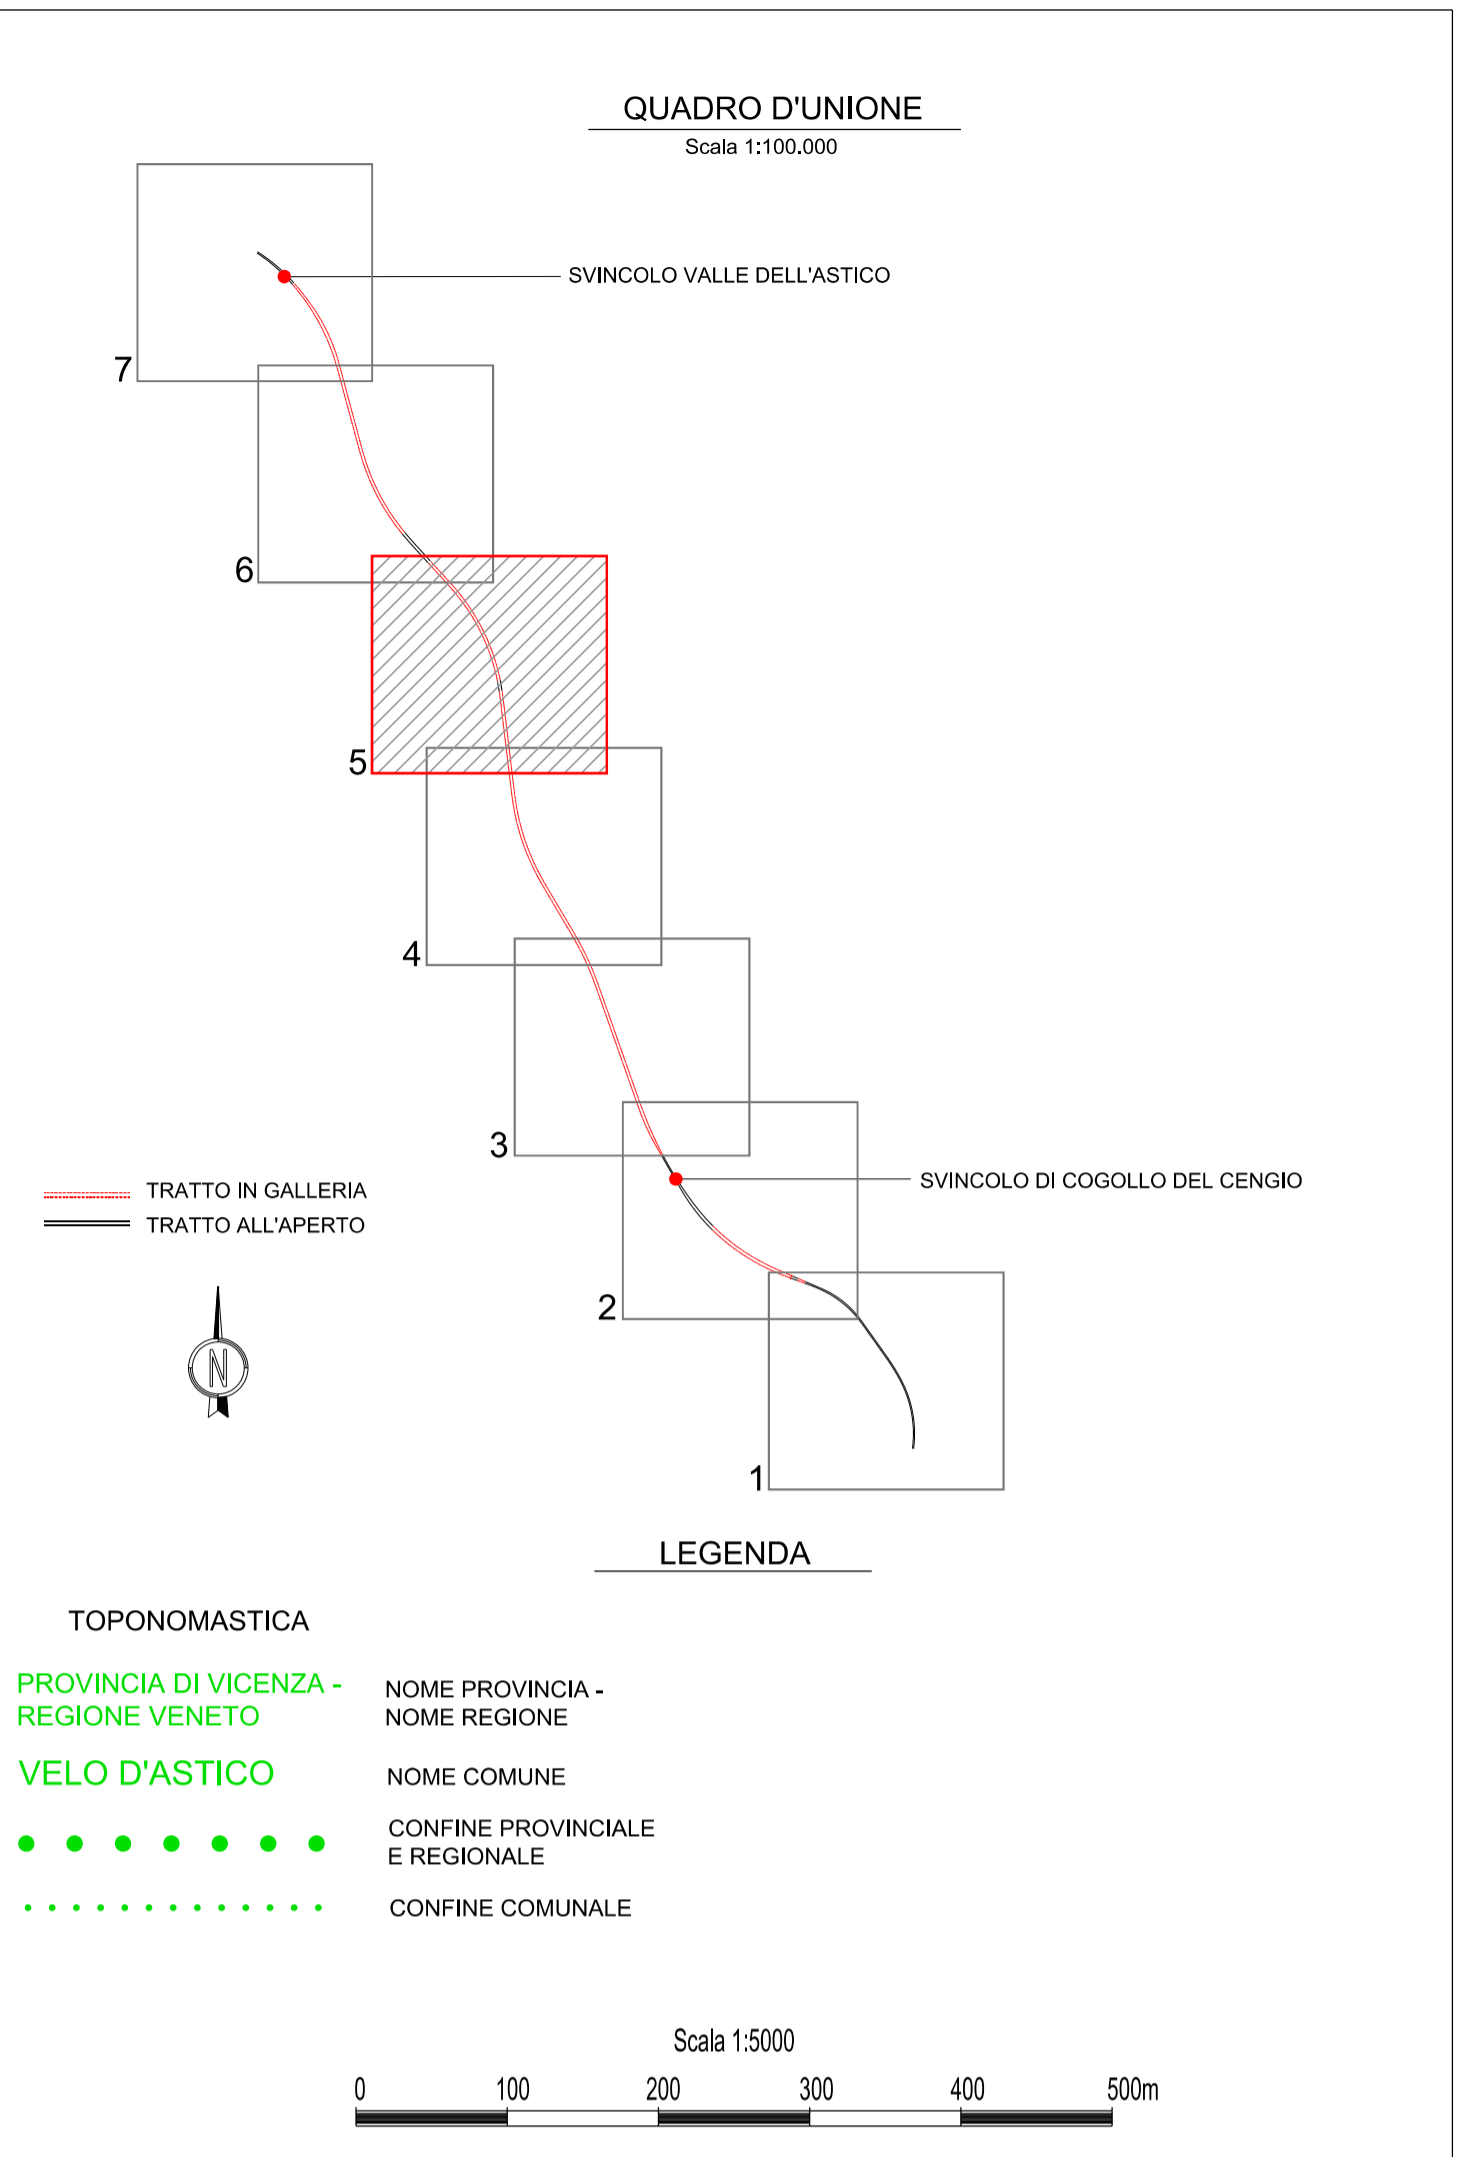 QUADRO D'UNIONE
Scala 1:100.000
SVINCOLO VALLE DELL'ASTICO
7
6
5
4
3
SVINCOLO DI COGOLLO DEL CENGIO
TRATTO IN GALLERIA
TRATTO ALL'APERTO
2
N
1
LEGENDA
TOPONOMASTICA
PROVINCIA DI VICENZA -
REGIONE VENETO
NOME PROVINCIA -
NOME REGIONE
VELO D'ASTICO
NOME COMUNE
CONFINE PROVINCIALE
E REGIONALE
CONFINE COMUNALE
Scala 1:5000
0 100 200 300 400 500m